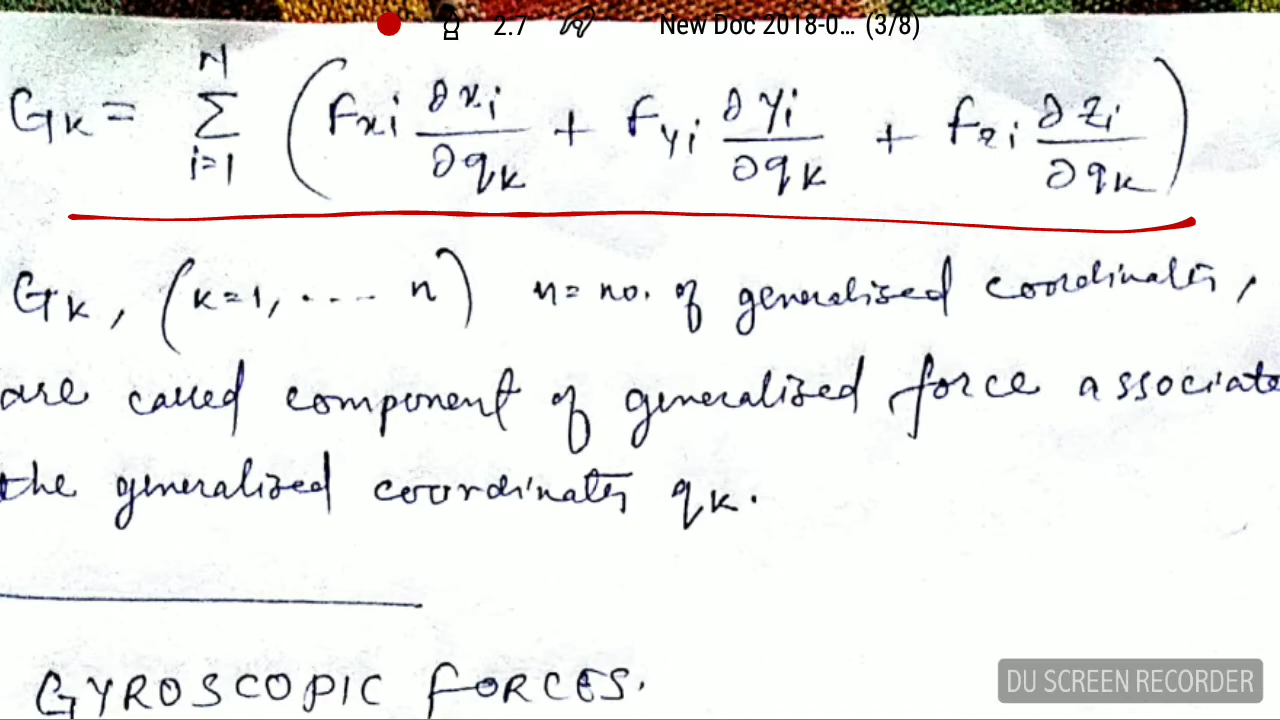 2.7 New Doc 2018-0... (3/8)
Gk = N∑i=1 (Fxi ∂xi/∂qk + Fyi ∂yi/∂qk + Fzi ∂zi/∂qk)
Gk, (k=1, .... n) n= no. of generalised coordinates,
are called component of generalized force associate
the generalized coordinates qk.
GYROSCOPIC FORCES.
DU SCREEN RECORDER